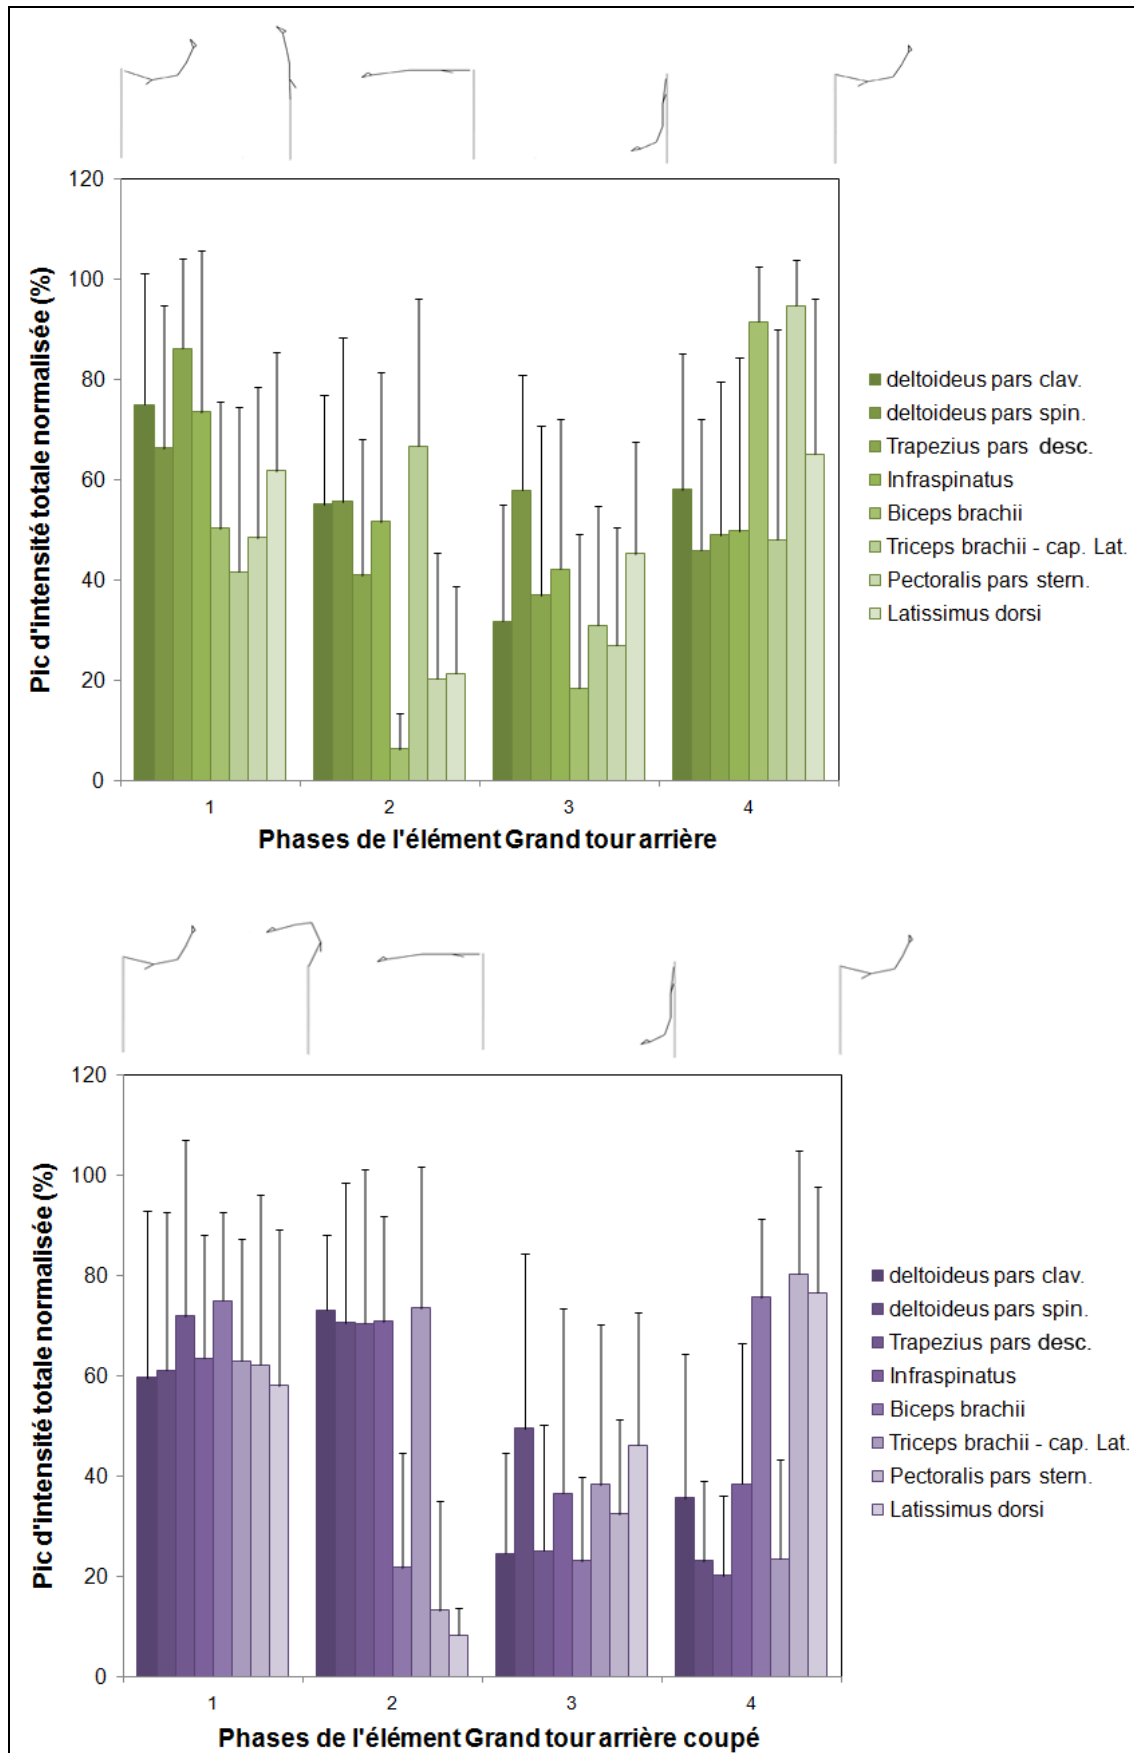 120
100
80
60
40
20
0
Pic d'intensité totale normalisée (%)
1 2 3 4
Phases de l'élément Grand tour arrière
deltoideus pars clav.
deltoideus pars spin.
Trapezius pars desc.
Infraspinatus
Biceps brachii
Triceps brachii - cap. Lat.
Pectoralis pars stern.
Latissimus dorsi
120
100
80
60
40
20
0
Pic d'intensité totale normalisée (%)
1 2 3 4
Phases de l'élément Grand tour arrière coupé
deltoideus pars clav.
deltoideus pars spin.
Trapezius pars desc.
Infraspinatus
Biceps brachii
Triceps brachii - cap. Lat.
Pectoralis pars stern.
Latissimus dorsi